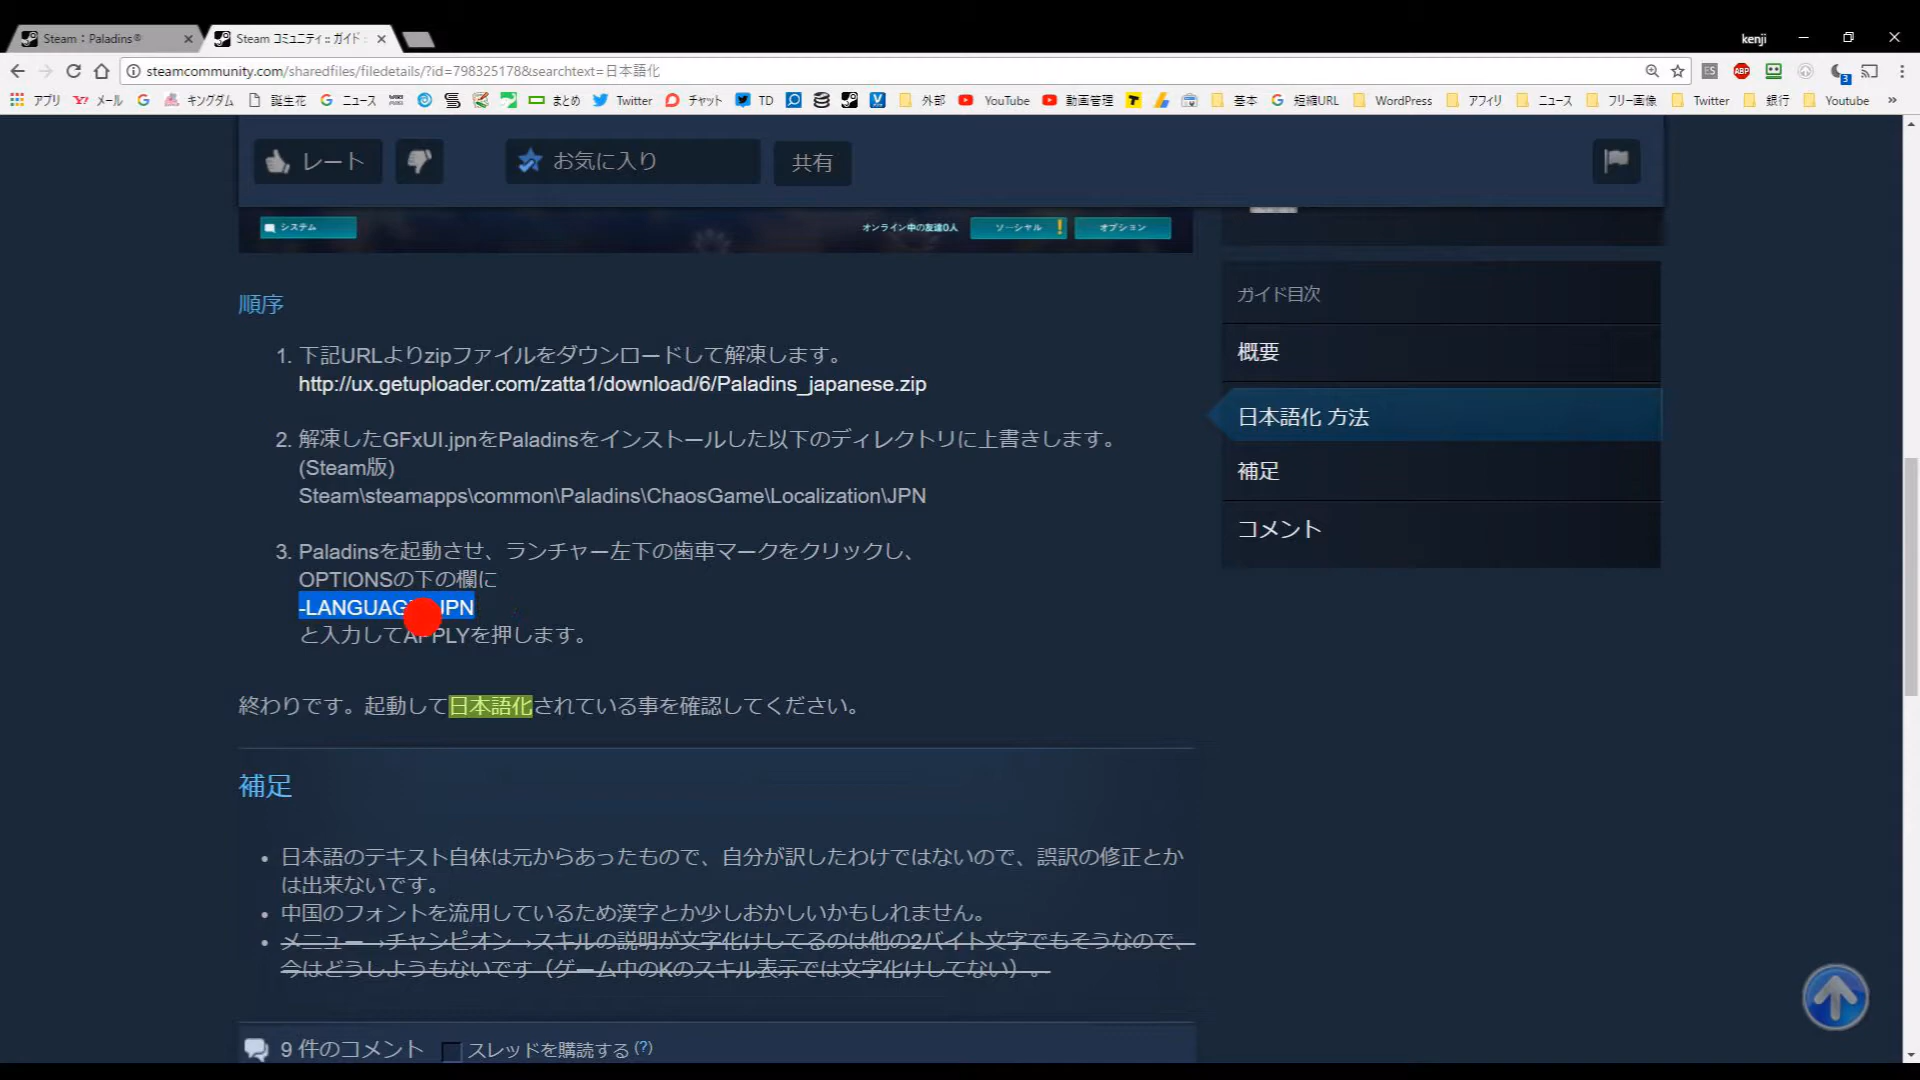 Steam：Paladins®
Steam コミュニティ :: ガイド ::
kenji
steamcommunity.com/sharedfiles/filedetails/?id=798325178&searchtext=日本語化
アプリ メール キングダム 誕生花 ニュース まとめ Twitter チャット TD 外部 YouTube 動画管理 基本 短縮URL WordPress アフィリ ニュース フリー画像 Twitter 銀行 Youtube »
レート お気に入り 共有
システム オンライン中の友達0人 ソーシャル オプション
順序
1. 下記URLよりzipファイルをダウンロードして解凍します。
http://ux.getuploader.com/zatta1/download/6/Paladins_japanese.zip
2. 解凍したGFxUI.jpnをPaladinsをインストールした以下のディレクトリに上書きします。
(Steam版)
Steam\steamapps\common\Paladins\ChaosGame\Localization\JPN
3. Paladinsを起動させ、ランチャー左下の歯車マークをクリックし、
OPTIONSの下の欄に
-LANGUAGE=JPN
と入力してAPPLYを押します。
終わりです。起動して日本語化されている事を確認してください。
ガイド目次
概要
日本語化 方法
補足
コメント
補足
• 日本語のテキスト自体は元からあったもので、自分が訳したわけではないので、誤訳の修正とか
は出来ないです。
• 中国のフォントを流用しているため漢字とか少しおかしいかもしれません。
• メニュー→チャンピオン→スキルの説明が文字化けしてるのは他の2バイト文字でもそうなので、
今はどうしようもないです（ゲーム中のKのスキル表示では文字化けしてない）。
9 件のコメント スレッドを購読する (?)